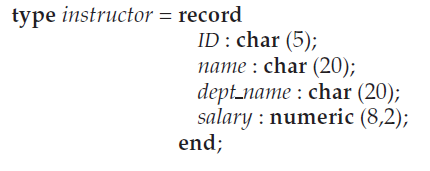 type instructor = record
ID : char (5);
name : char (20);
dept_name : char (20);
salary : numeric (8,2);
end;